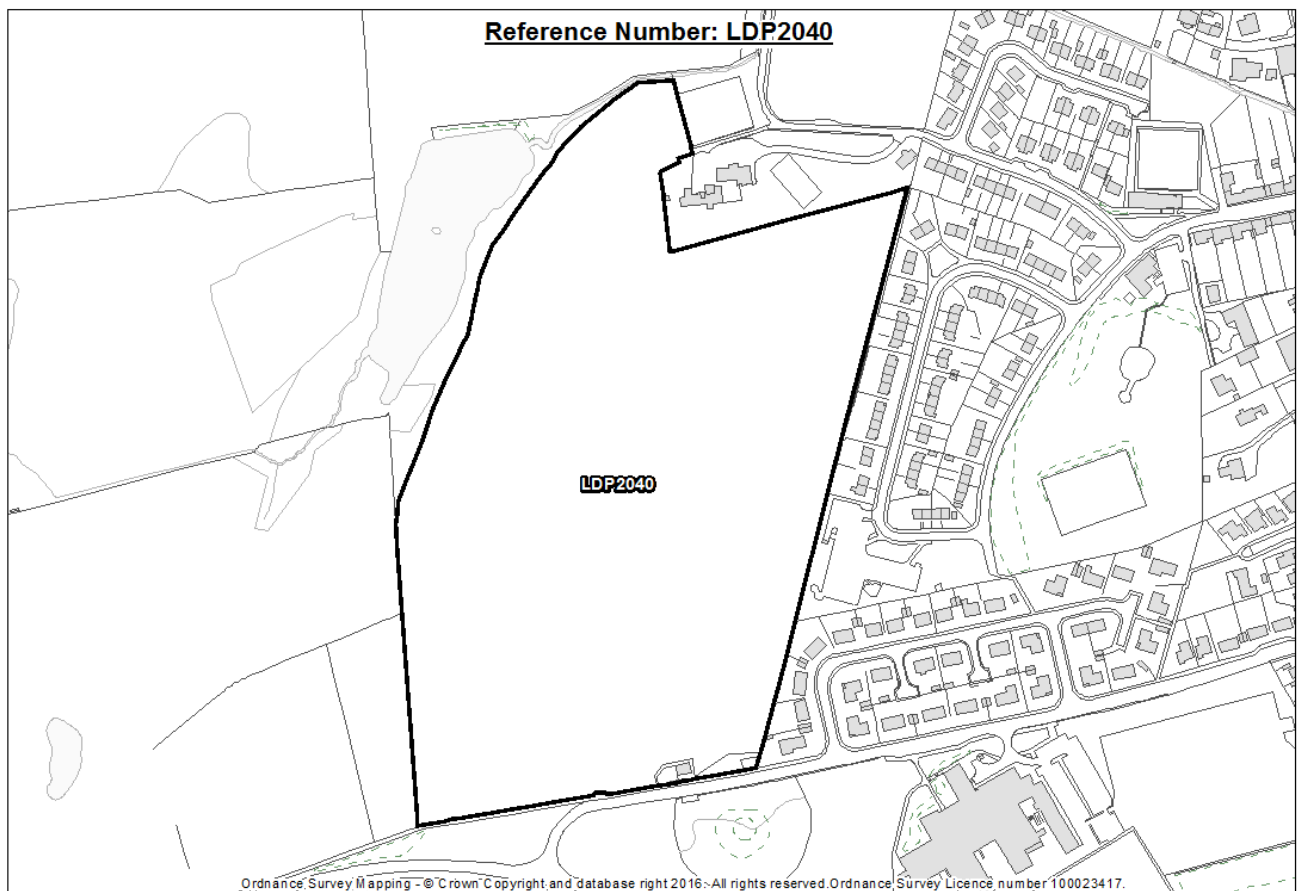 Reference Number: LDP2040
LDP2040
Ordnance Survey Mapping - © Crown Copyright and database right 2016. All rights reserved.Ordnance Survey Licence number 100023417.